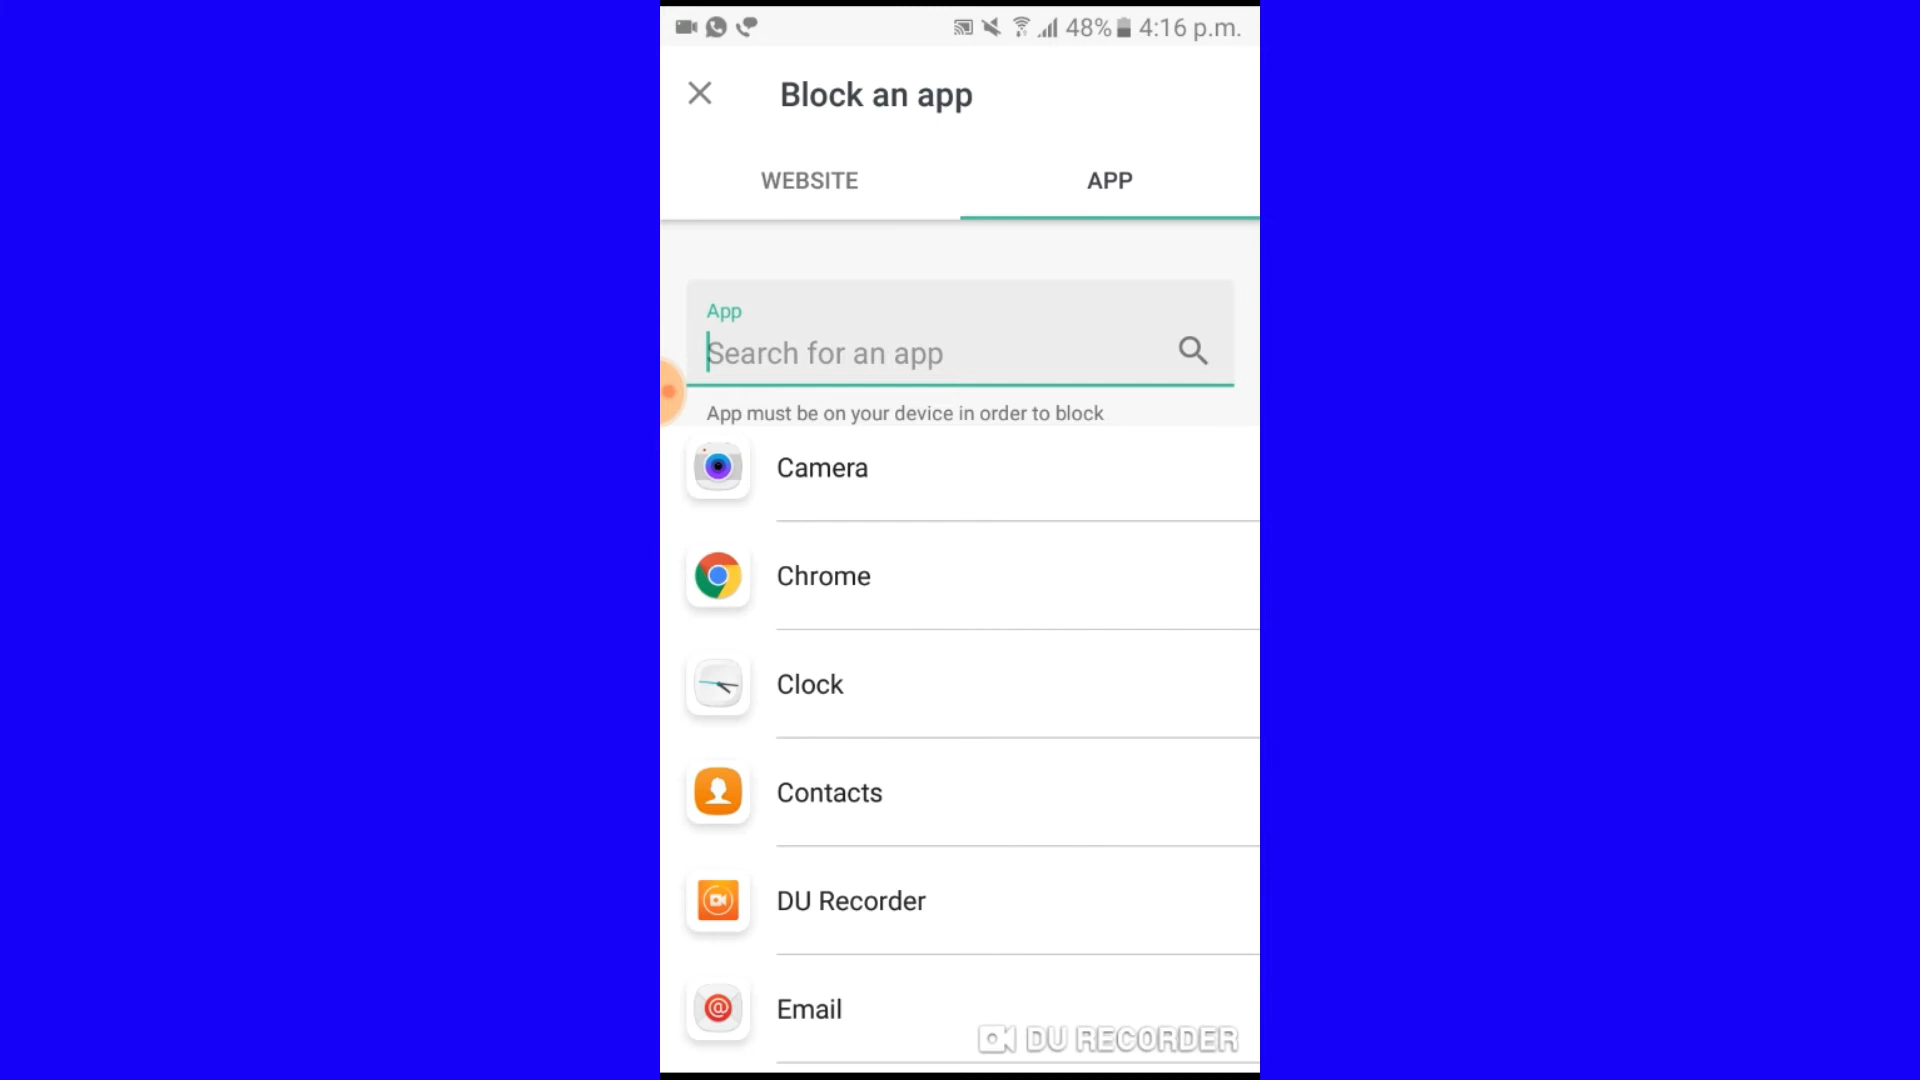 48% 4:16 p.m.
Block an app
WEBSITE APP
App
Search for an app
App must be on your device in order to block
Camera
Chrome
Clock
Contacts
DU Recorder
Email
DU RECORDER